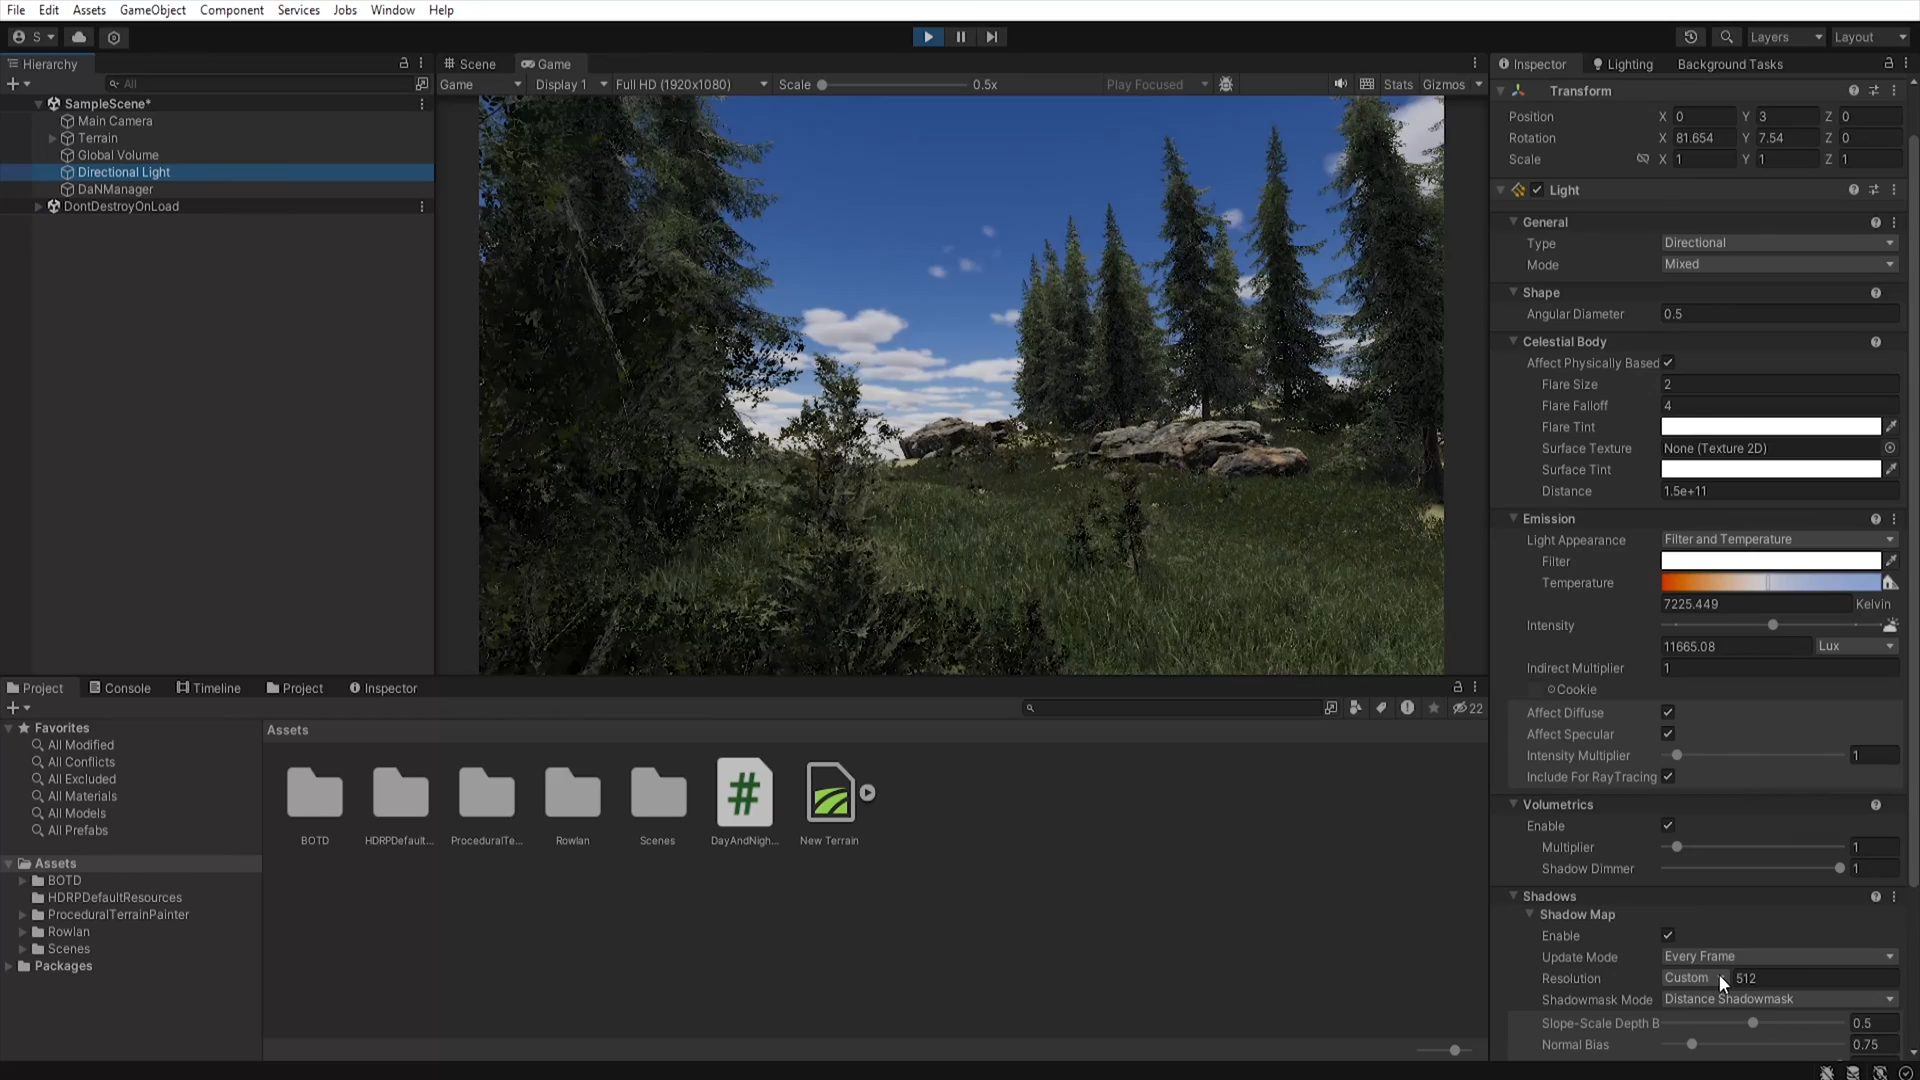 File Edit Assets GameObject Component Services Jobs Window Help
S Layers Layout
Hierarchy
All
SampleScene*
Main Camera
Terrain
Global Volume
Directional Light
DaNManager
DontDestroyOnLoad
Scene Game
Game Display 1 Full HD (1920x1080) Scale 0.5x Play Focused Stats Gizmos
Inspector Lighting Background Tasks
Transform
Position X 0 Y 3 Z 0
Rotation X 81.654 Y 7.54 Z 0
Scale X 1 Y 1 Z 1
Light
General
Type Directional
Mode Mixed
Shape
Angular Diameter 0.5
Celestial Body
Affect Physically Based
Flare Size 2
Flare Falloff 4
Flare Tint
Surface Texture None (Texture 2D)
Surface Tint
Distance 1.5e+11
Emission
Light Appearance Filter and Temperature
Filter
Temperature
7225.449 Kelvin
Intensity
11665.08 Lux
Indirect Multiplier 1
Cookie
Affect Diffuse
Affect Specular
Intensity Multiplier 1
Include For RayTracing
Volumetrics
Enable
Multiplier 1
Shadow Dimmer 1
Shadows
Shadow Map
Enable
Update Mode Every Frame
Resolution Custom 512
Shadowmask Mode Distance Shadowmask
Slope-Scale Depth B 0.5
Normal Bias 0.75
Project Console Timeline Project Inspector
22
Favorites
All Modified
All Conflicts
All Excluded
All Materials
All Models
All Prefabs
Assets
BOTD
HDRPDefaultResources
ProceduralTerrainPainter
Rowlan
Scenes
Packages
Assets
BOTD HDRPDefault... ProceduralTe... Rowlan Scenes DayAndNigh... New Terrain